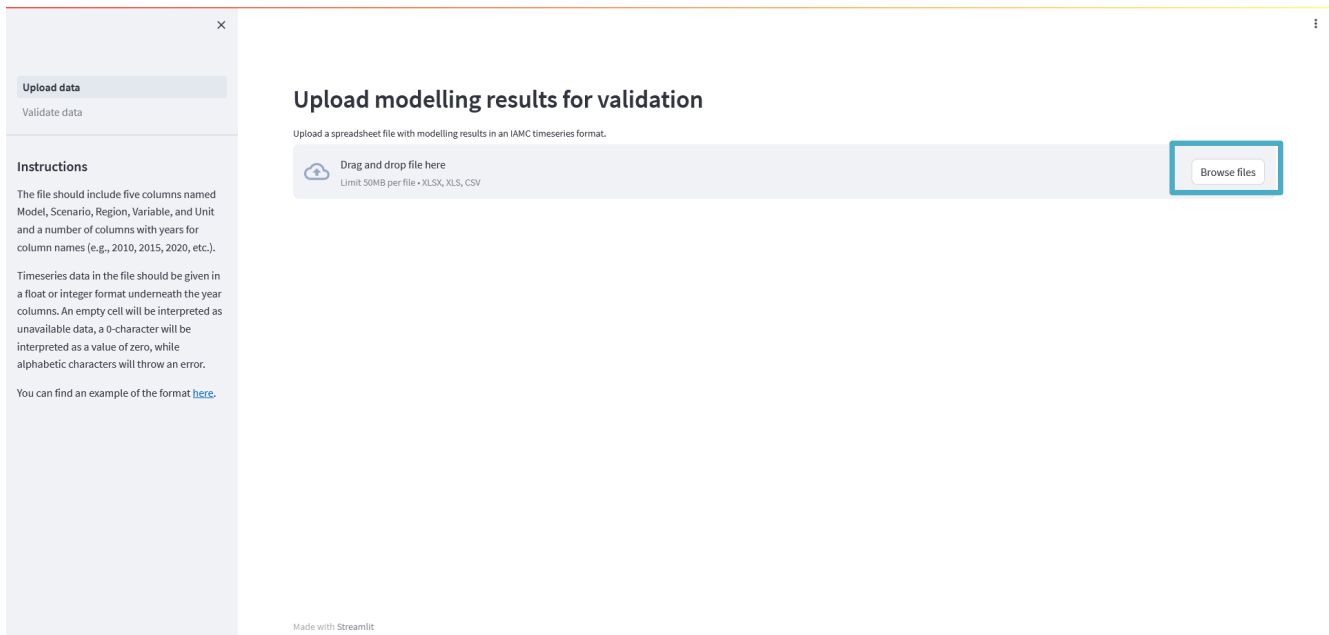 Upload data
Validate data
Instructions
The file should include five columns named
Model, Scenario, Region, Variable, and Unit
and a number of columns with years for
column names (e.g., 2010, 2015, 2020, etc.).
Timeseries data in the file should be given in
a float or integer format underneath the year
columns. An empty cell will be interpreted as
unavailable data, a 0-character will be
interpreted as a value of zero, while
alphabetic characters will throw an error.
You can find an example of the format here.
Upload modelling results for validation
Upload a spreadsheet file with modelling results in an IAMC timeseries format.
Drag and drop file here
Limit 50MB per file • XLSX, XLS, CSV
Browse files
Made with Streamlit